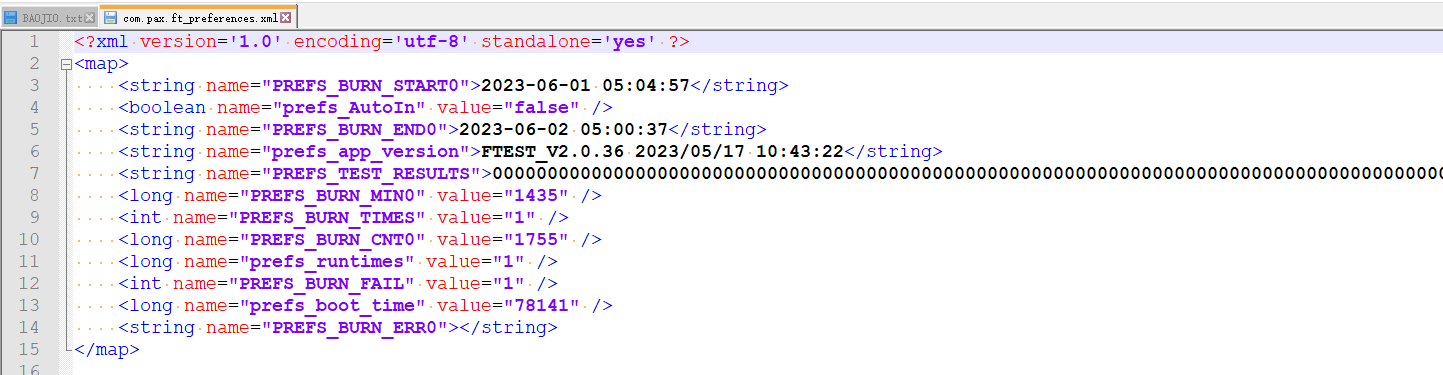 BAOJIO.txt com.pax.ft_preferences.xml
1 <?xml version='1.0' encoding='utf-8' standalone='yes' ?>
2 <map>
3 <string name="PREFS_BURN_START0">2023-06-01 05:04:57</string>
4 <boolean name="prefs_AutoIn" value="false" />
5 <string name="PREFS_BURN_END0">2023-06-02 05:00:37</string>
6 <string name="prefs_app_version">FTEST_V2.0.36 2023/05/17 10:43:22</string>
7 <string name="PREFS_TEST_RESULTS">000000000000000000000000000000000000000000000000000000000000000000000000000000000000000
8 <long name="PREFS_BURN_MIN0" value="1435" />
9 <int name="PREFS_BURN_TIMES" value="1" />
10 <long name="PREFS_BURN_CNT0" value="1755" />
11 <long name="prefs_runtimes" value="1" />
12 <int name="PREFS_BURN_FAIL" value="1" />
13 <long name="prefs_boot_time" value="78141" />
14 <string name="PREFS_BURN_ERR0"></string>
15 </map>
16